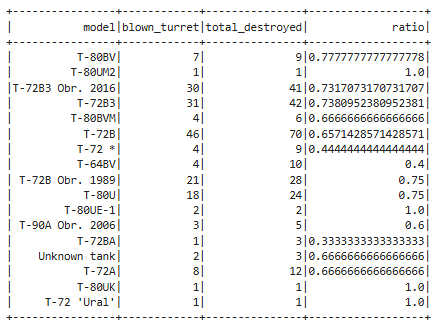 +----------------+------------+---------------+------------------+
|           model|blown_turret|total_destroyed|             ratio|
+----------------+------------+---------------+------------------+
|          T-80BV|           7|              9|0.7777777777777778|
|         T-80UM2|           1|              1|               1.0|
|T-72B3 Obr. 2016|          30|             41|0.7317073170731707|
|          T-72B3|          31|             42|0.7380952380952381|
|         T-80BVM|           4|              6|0.6666666666666666|
|           T-72B|          46|             70|0.6571428571428571|
|          T-72 *|           4|              9|0.4444444444444444|
|          T-64BV|           4|             10|               0.4|
| T-72B Obr. 1989|          21|             28|              0.75|
|           T-80U|          18|             24|              0.75|
|        T-80UE-1|           2|              2|               1.0|
| T-90A Obr. 2006|           3|              5|               0.6|
|          T-72BA|           1|              3|0.3333333333333333|
|    Unknown tank|           2|              3|0.6666666666666666|
|           T-72A|           8|             12|0.6666666666666666|
|          T-80UK|           1|              1|               1.0|
|     T-72 'Ural'|           1|              1|               1.0|
+----------------+------------+---------------+------------------+